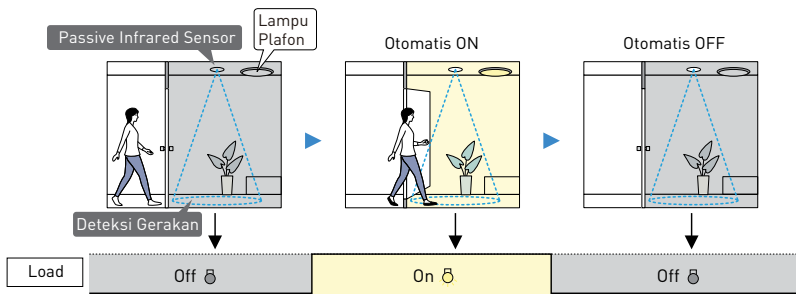 Passive Infrared Sensor
Lampu
Plafon
Otomatis ON
Otomatis OFF
Deteksi Gerakan
Load
Off
On
Off